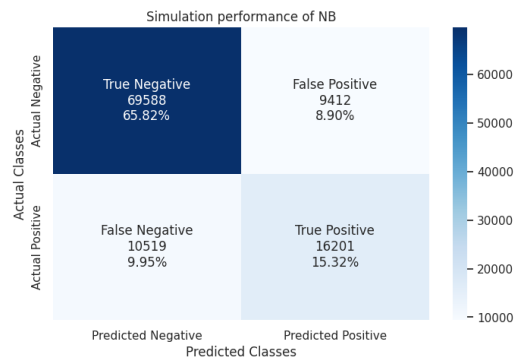 Simulation performance of NB
Actual Classes
Actual Negative
Actual Positive
True Negative
69588
65.82%
False Positive
9412
8.90%
False Negative
10519
9.95%
True Positive
16201
15.32%
Predicted Negative
Predicted Positive
Predicted Classes
60000
50000
40000
30000
20000
10000